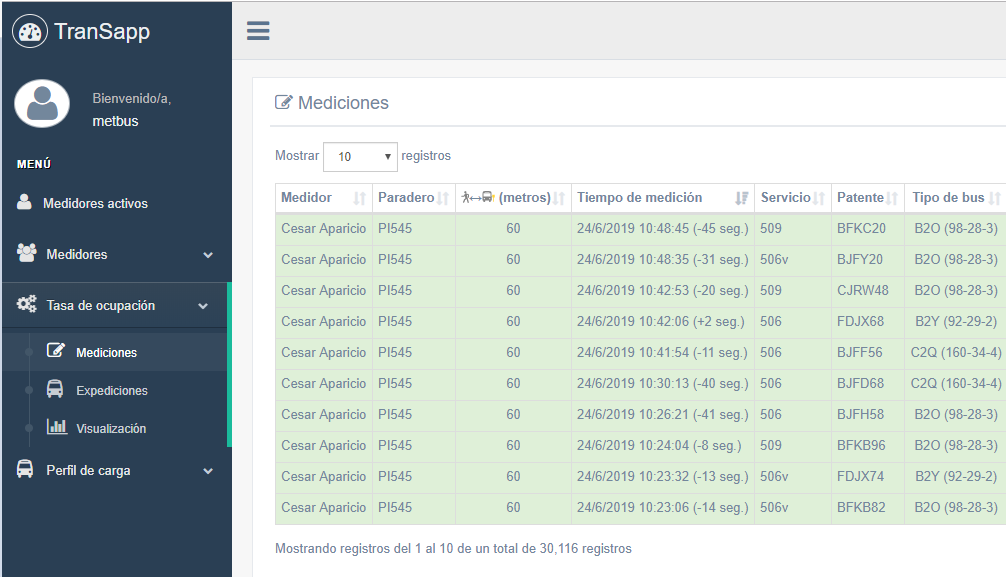 TranSapp
Bienvenido/a,
metbus
MENÚ
Medidores activos
Medidores
Tasa de ocupación
Mediciones
Expediciones
Visualización
Perfil de carga
Mediciones
Mostrar 10 registros
Medidor Paradero (metros) Tiempo de medición Servicio Patente Tipo de bus
Cesar Aparicio PI545 60 24/6/2019 10:48:45 (-45 seg.) 509 BFKC20 B2O (98-28-3)
Cesar Aparicio PI545 60 24/6/2019 10:48:35 (-31 seg.) 506v BJFY20 B2O (98-28-3)
Cesar Aparicio PI545 60 24/6/2019 10:42:53 (-20 seg.) 509 CJRW48 B2O (98-28-3)
Cesar Aparicio PI545 60 24/6/2019 10:42:06 (+2 seg.) 506 FDJX68 B2Y (92-29-2)
Cesar Aparicio PI545 60 24/6/2019 10:41:54 (-11 seg.) 506 BJFF56 C2Q (160-34-4)
Cesar Aparicio PI545 60 24/6/2019 10:30:13 (-40 seg.) 506 BJFD68 C2Q (160-34-4)
Cesar Aparicio PI545 60 24/6/2019 10:26:21 (-41 seg.) 506 BJFH58 B2O (98-28-3)
Cesar Aparicio PI545 60 24/6/2019 10:24:04 (-8 seg.) 509 BFKB96 B2O (98-28-3)
Cesar Aparicio PI545 60 24/6/2019 10:23:32 (-13 seg.) 506v FDJX74 B2Y (92-29-2)
Cesar Aparicio PI545 60 24/6/2019 10:23:06 (-14 seg.) 506v BFKB82 B2O (98-28-3)
Mostrando registros del 1 al 10 de un total de 30,116 registros